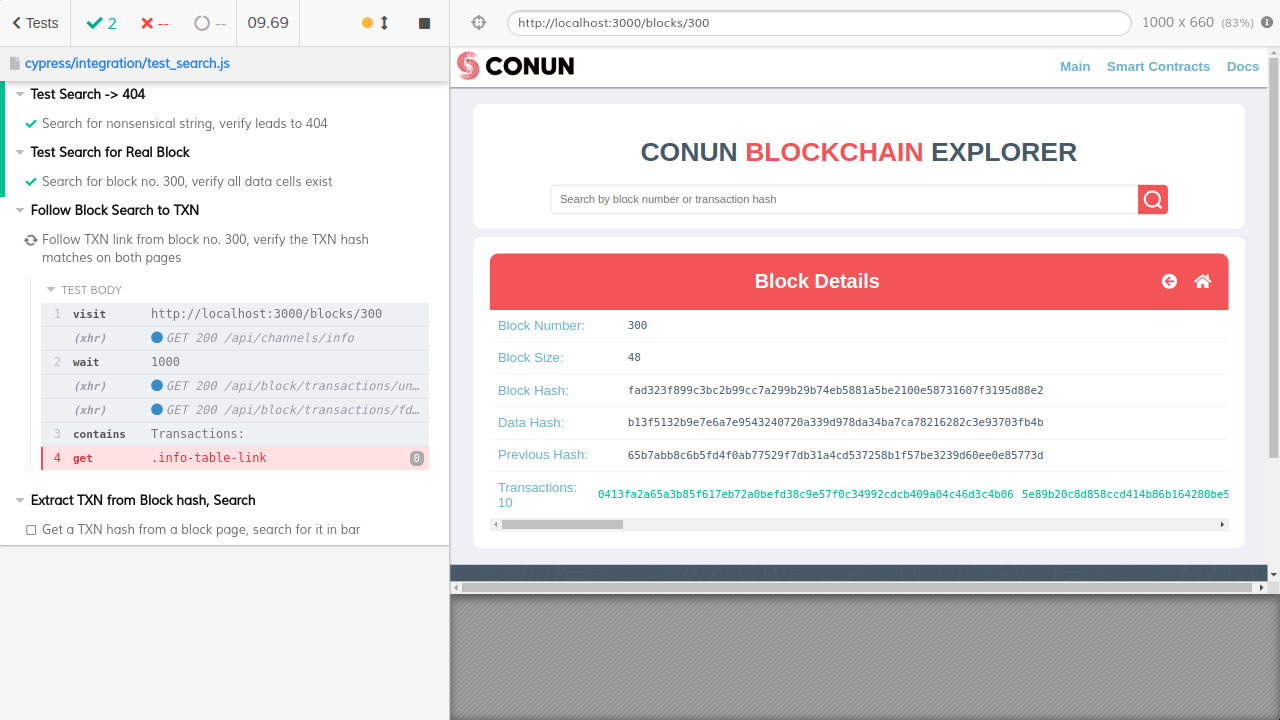 Tests
2
--
--
09.69
cypress/integration/test_search.js
Test Search -> 404
Search for nonsensical string, verify leads to 404
Test Search for Real Block
Search for block no. 300, verify all data cells exist
Follow Block Search to TXN
Follow TXN link from block no. 300, verify the TXN hash
matches on both pages
TEST BODY
1 visit http://localhost:3000/blocks/300
(xhr) GET 200 /api/channels/info
2 wait 1000
(xhr) GET 200 /api/block/transactions/un…
(xhr) GET 200 /api/block/transactions/fd…
3 contains Transactions:
4 get .info-table-link 0
Extract TXN from Block hash, Search
Get a TXN hash from a block page, search for it in bar
http://localhost:3000/blocks/300
1000 x 660 (83%)
CONUN
Main Smart Contracts Docs
CONUN BLOCKCHAIN EXPLORER
Search by block number or transaction hash
Block Details
Block Number: 300
Block Size: 48
Block Hash: fad323f899c3bc2b99cc7a299b29b74eb5881a5be2100e58731607f3195d88e2
Data Hash: b13f5132b9e7e6a7e9543240720a339d978da34ba7ca78216282c3e93703fb4b
Previous Hash: 65b7abb8c6b5fd4f0ab77529f7db31a4cd537258b1f57be3239d60ee0e85773d
Transactions: 0413fa2a65a3b85f617eb72a0befd38c9e57f0c34992cdcb409a04c46d3c4b06 5e89b20c8d858ccd414b86b164280be5
10